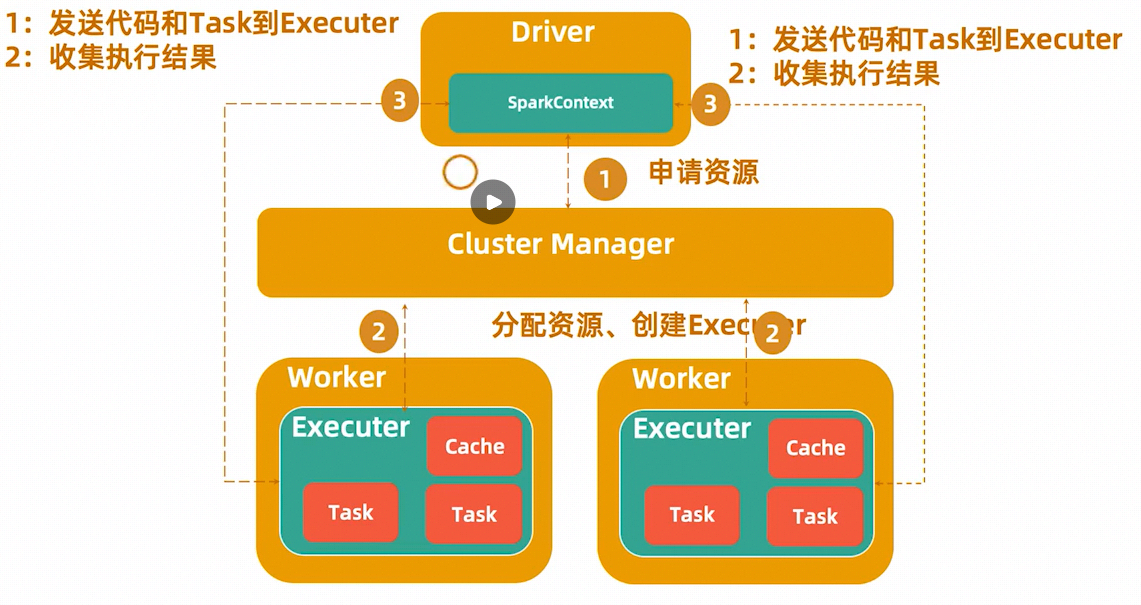 1：发送代码和Task到Executer
2：收集执行结果
Driver
SparkContext
3
3
1：发送代码和Task到Executer
2：收集执行结果
1
申请资源
Cluster Manager
2
分配资源、创建Executer
2
Worker
Executer
Cache
Task
Task
Worker
Executer
Cache
Task
Task